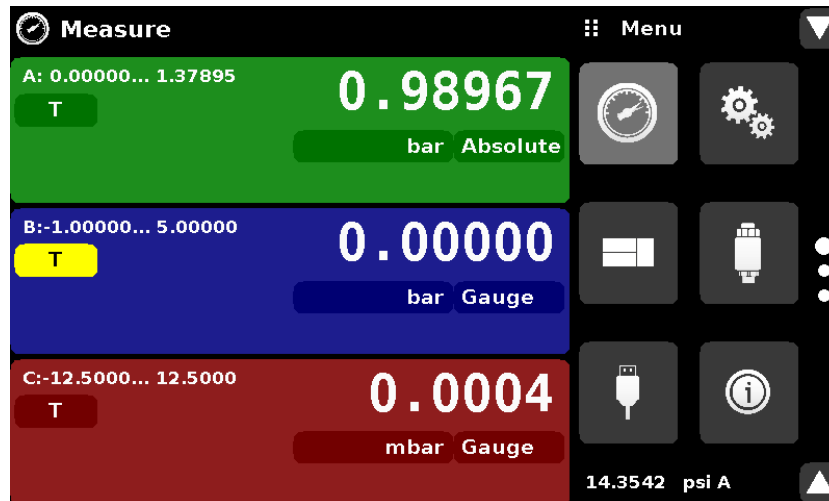 Measure
Menu
A: 0.00000... 1.37895
T
0.98967
bar Absolute
B:-1.00000... 5.00000
T
0.00000
bar Gauge
C:-12.5000... 12.5000
T
0.0004
mbar Gauge
14.3542 psi A